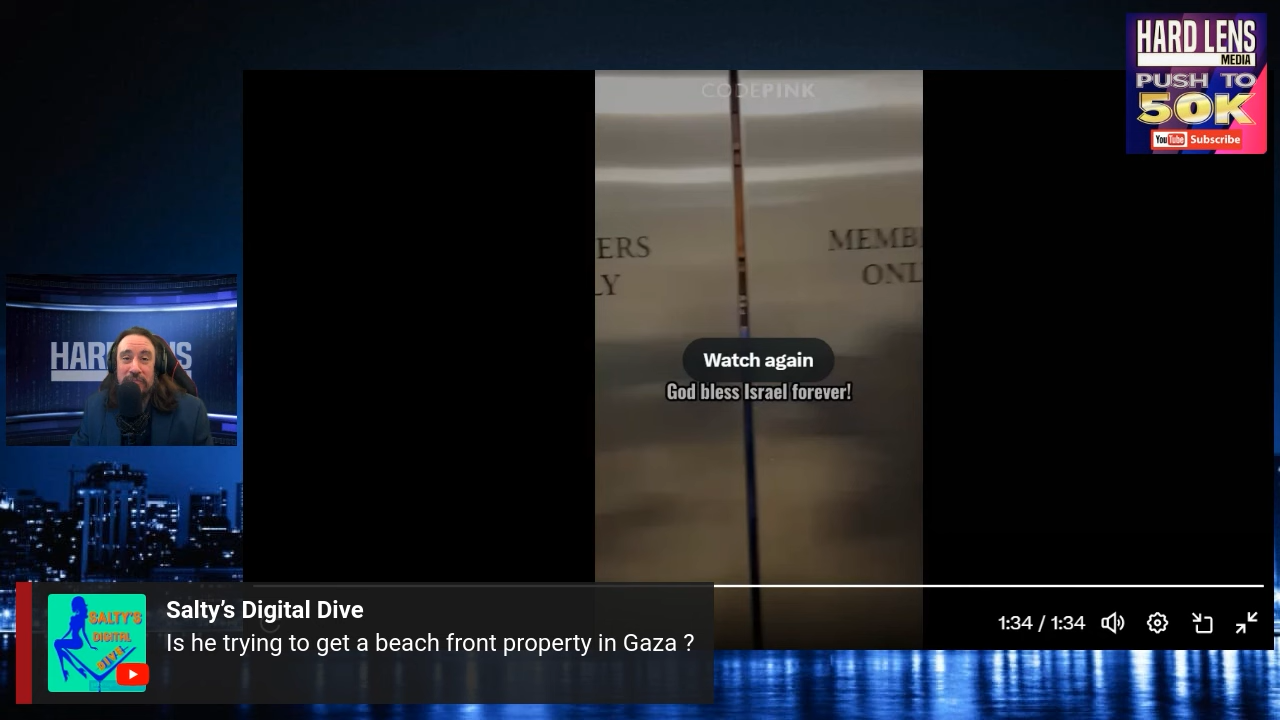 HARD LENS
MEDIA
PUSH TO
50K
YouTube Subscribe
CODEPINK
ERS
LY
MEMB
ONL
Watch again
God bless Israel forever!
HAR
NS
SALTY'S
DIGITAL
DIVE
Salty’s Digital Dive
Is he trying to get a beach front property in Gaza ?
1:34 / 1:34